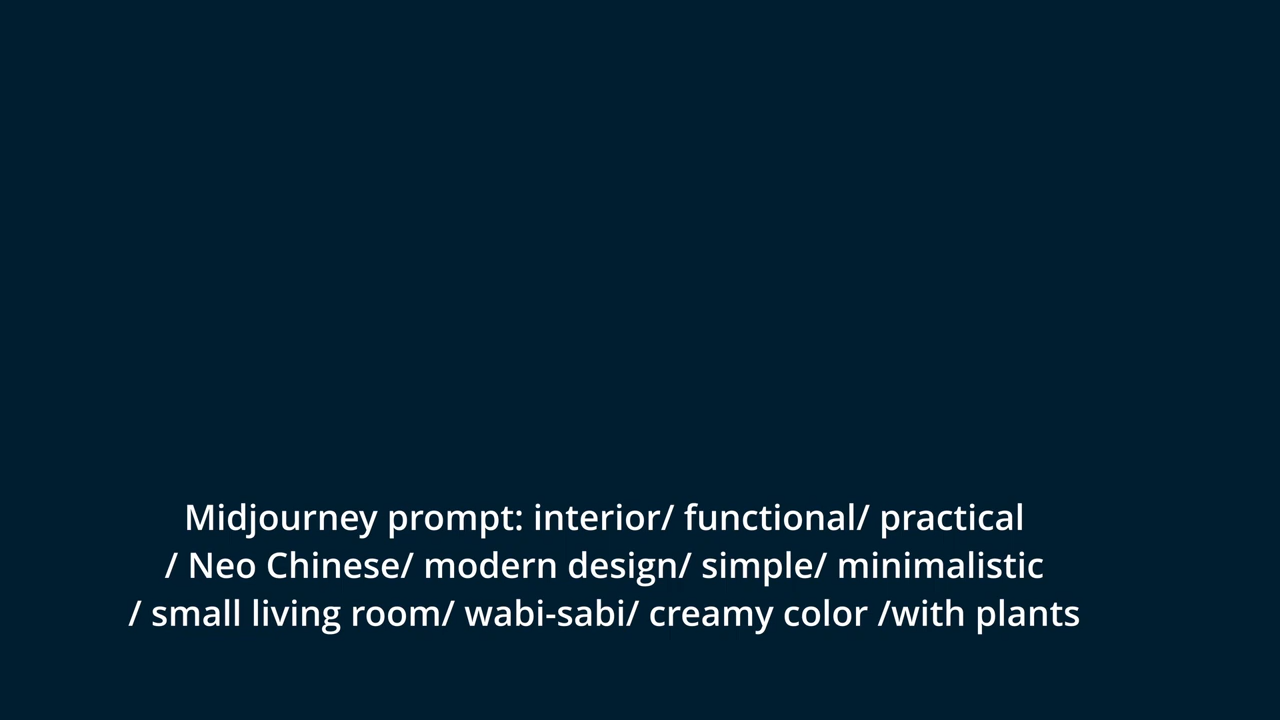 Midjourney prompt: interior/ functional/ practical
/ Neo Chinese/ modern design/ simple/ minimalistic
/ small living room/ wabi-sabi/ creamy color /with plants